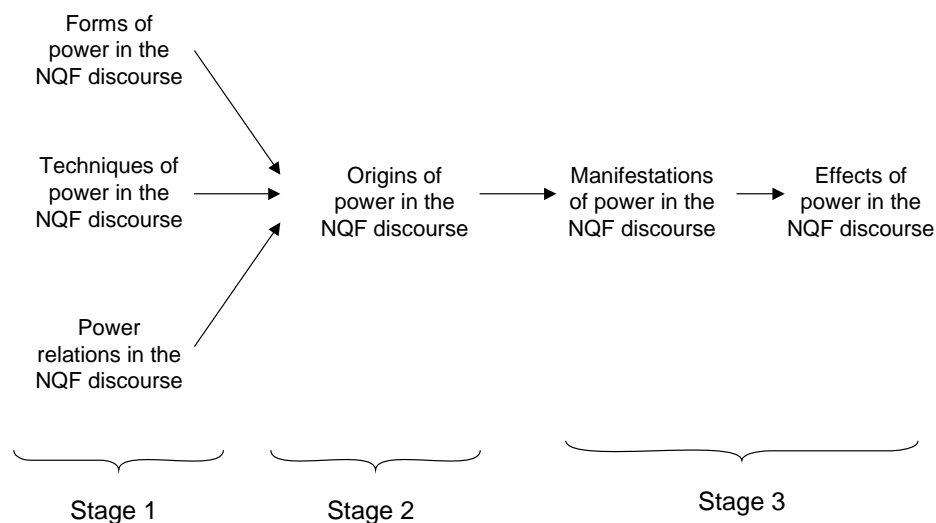 Forms of
power in the
NQF discourse
Techniques of
power in the
NQF discourse
Power
relations in the
NQF discourse
Origins of
power in the
NQF discourse
Manifestations
of power in the
NQF discourse
Effects of
power in the
NQF discourse
Stage 1
Stage 2
Stage 3